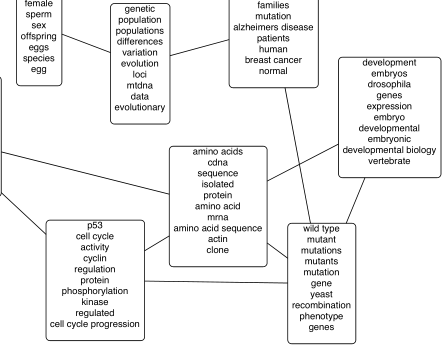 female
sperm
sex
offspring
eggs
species
egg
genetic
population
populations
differences
variation
evolution
loci
mtdna
data
evolutionary
families
mutation
alzheimers disease
patients
human
breast cancer
normal
development
embryos
drosophila
genes
expression
embryo
developmental
embryonic
developmental biology
vertebrate
amino acids
cdna
sequence
isolated
protein
amino acid
mrna
amino acid sequence
actin
clone
p53
cell cycle
activity
cyclin
regulation
protein
phosphorylation
kinase
regulated
cell cycle progression
wild type
mutant
mutations
mutants
mutation
gene
yeast
recombination
phenotype
genes